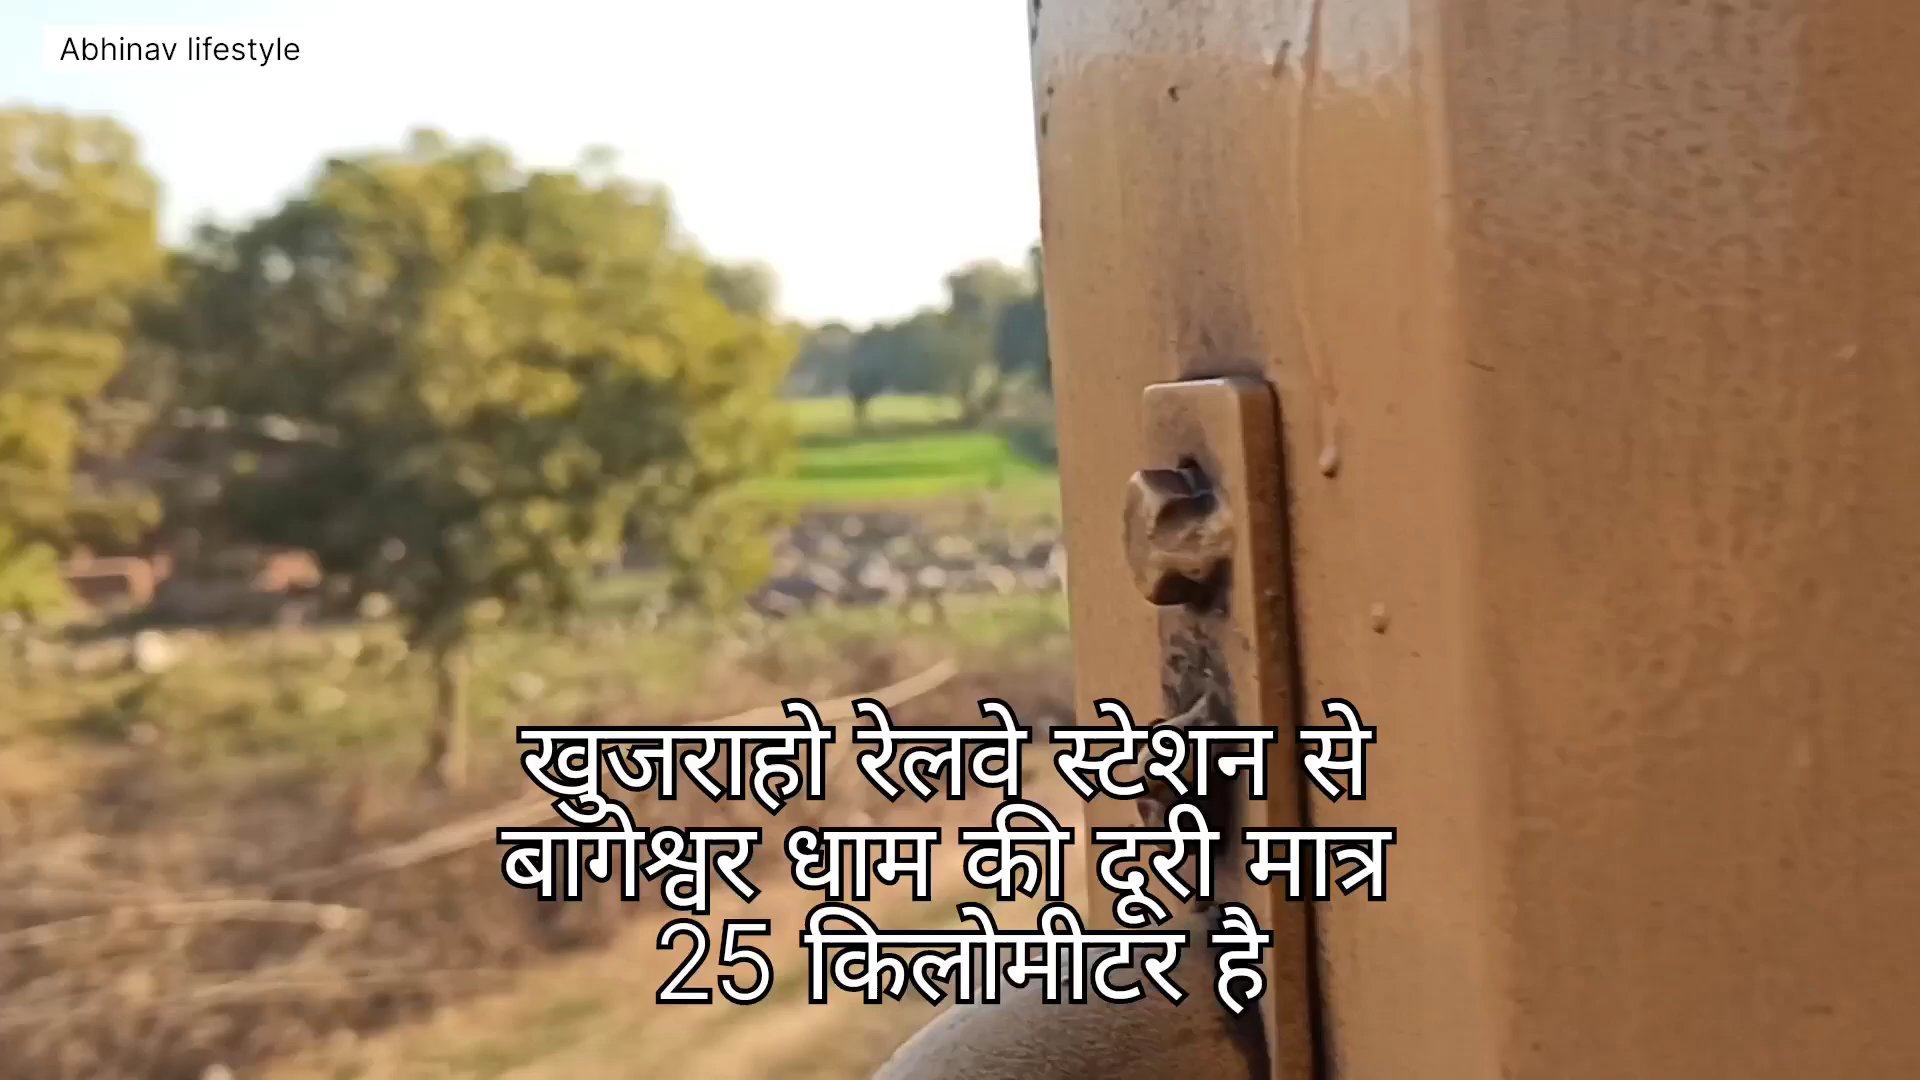 Abhinav lifestyle
खुजराहो रेलवे स्टेशन से
बागेश्वर धाम की दूरी मात्र
25 किलोमीटर है